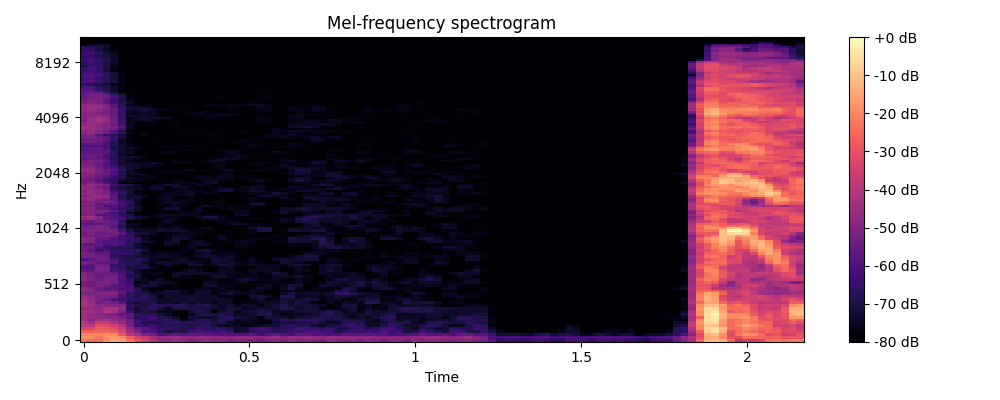 Mel-frequency spectrogram
Hz
8192
4096
2048
1024
512
0
0
0.5
1
1.5
2
Time
+0 dB
-10 dB
-20 dB
-30 dB
-40 dB
-50 dB
-60 dB
-70 dB
-80 dB